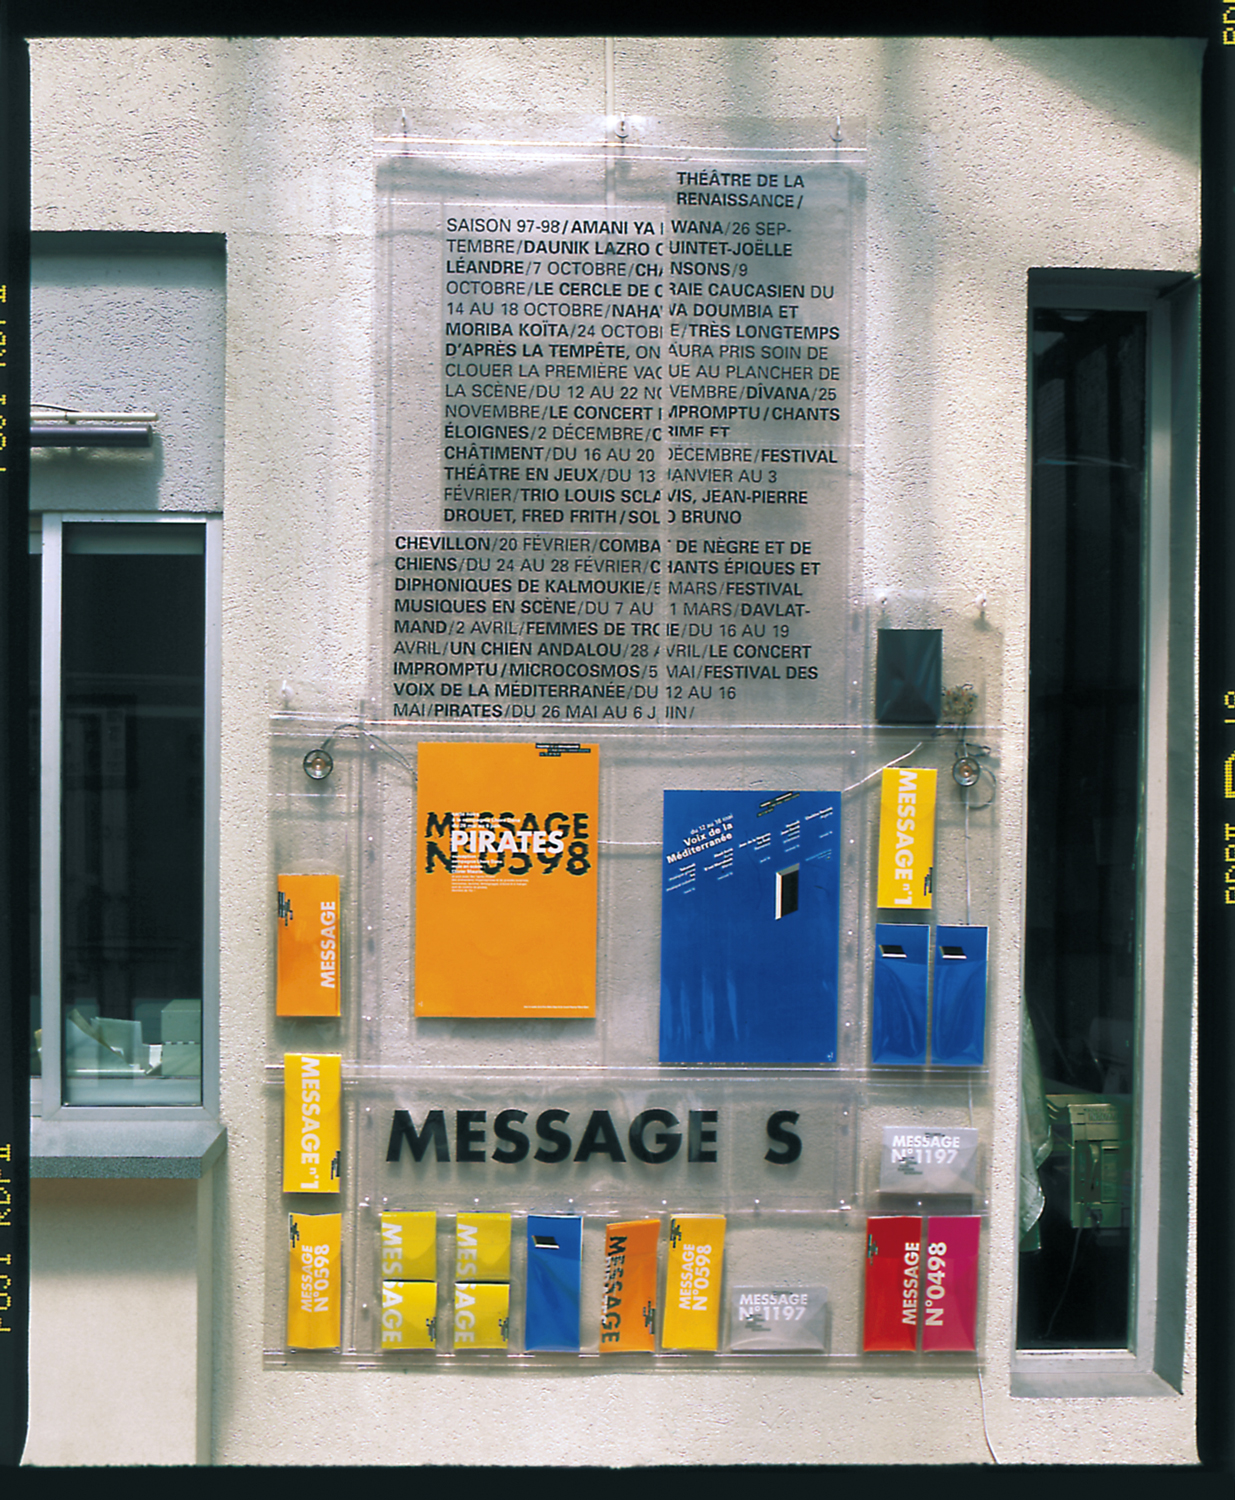 THÉÂTRE DE LA
RENAISSANCE/
SAISON 97-98/AMANI YA WANA/26 SEP-
TEMBRE/DAUNIK LAZRO QUINTET-JOËLLE
LÉANDRE/7 OCTOBRE/CHANSONS/9
OCTOBRE/LE CERCLE DE CRAIE CAUCASIEN DU
14 AU 18 OCTOBRE/NAHAWA DOUMBIA ET
MORIBA KOÏTA/24 OCTOBRE/TRÈS LONGTEMPS
D'APRÈS LA TEMPÊTE, ON AURA PRIS SOIN DE
CLOUER LA PREMIÈRE VAGUE AU PLANCHER DE
LA SCÈNE/DU 12 AU 22 NOVEMBRE/DÎVANA/25
NOVEMBRE/LE CONCERT IMPROMPTU/CHANTS
ÉLOIGNES/2 DÉCEMBRE/CRIME ET
CHÂTIMENT/DU 16 AU 20 DÉCEMBRE/FESTIVAL
THÉÂTRE EN JEUX/DU 13 JANVIER AU 3
FÉVRIER/TRIO LOUIS SCLAVIS, JEAN-PIERRE
DROUET, FRED FRITH/SOLO BRUNO
CHEVILLON/20 FÉVRIER/COMBAT DE NÈGRE ET DE
CHIENS/DU 24 AU 28 FÉVRIER/CHANTS ÉPIQUES ET
DIPHONIQUES DE KALMOUKIE/5 MARS/FESTIVAL
MUSIQUES EN SCÈNE/DU 7 AU 1 MARS/DAVLAT-
MAND/2 AVRIL/FEMMES DE TROIE/DU 16 AU 19
AVRIL/UN CHIEN ANDALOU/28 AVRIL/LE CONCERT
IMPROMPTU/MICROCOSMOS/5 MAI/FESTIVAL DES
VOIX DE LA MÉDITERRANÉE/DU 12 AU 16
MAI/PIRATES/DU 26 MAI AU 6 JUIN/
MESSAGE
PIRATES
N°0598
du 12 au 16 mai
Voix de la
Méditerranée
MESSAGE
MESSAGE
MESSAGE
MESSAGE S
MESSAGE
N°1197
MESSAGE
N°0598
MESSAGE
MESSAGE
MESSAGE
MESSAGE
N°0598
MESSAGE
N°1197
MESSAGE
N°0498